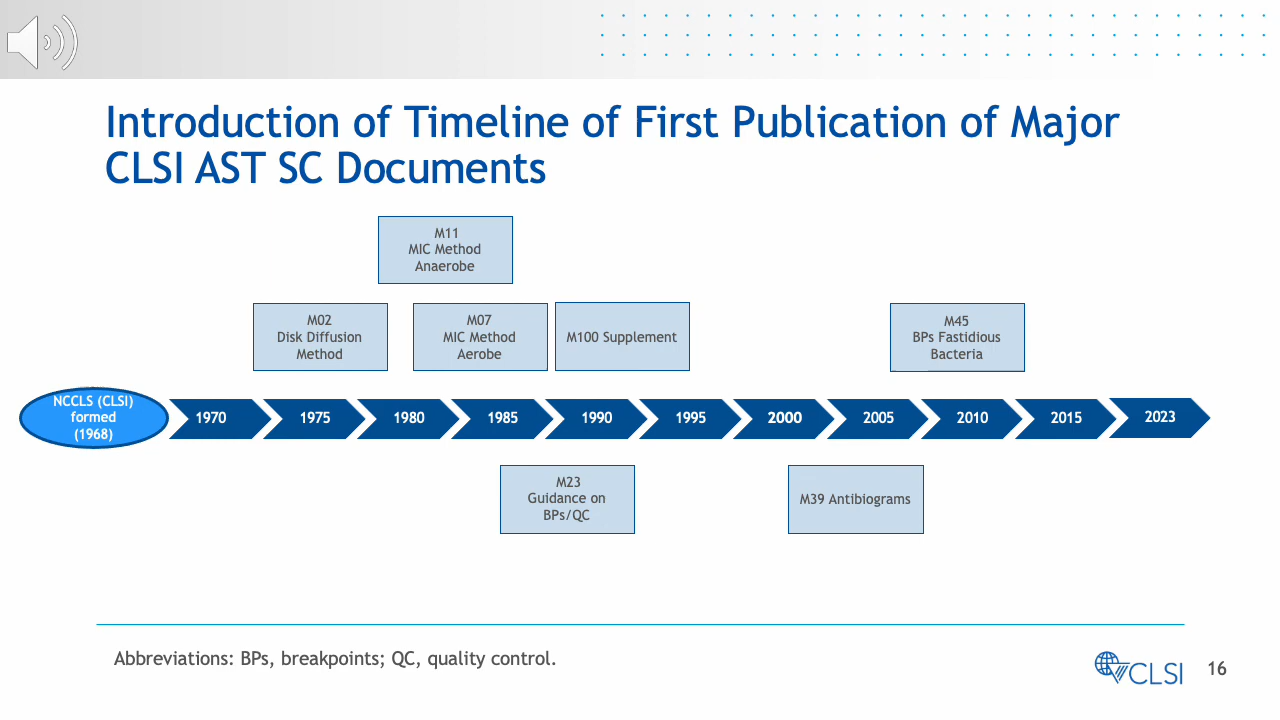 Introduction of Timeline of First Publication of Major
CLSI AST SC Documents
M11
MIC Method
Anaerobe
M02
Disk Diffusion
Method
M07
MIC Method
Aerobe
M100 Supplement
M45
BPs Fastidious
Bacteria
NCCLS (CLSI)
formed
(1968)
1970
1975
1980
1985
1990
1995
2000
2005
2010
2015
2023
M23
Guidance on
BPs/QC
M39 Antibiograms
Abbreviations: BPs, breakpoints; QC, quality control.
CLSI
16